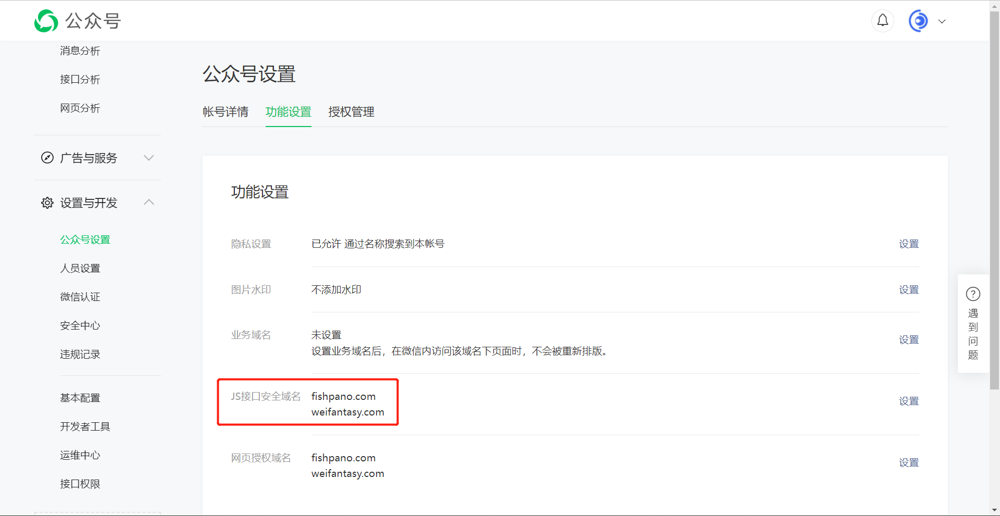 公众号
消息分析
接口分析
网页分析
广告与服务
设置与开发
公众号设置
人员设置
微信认证
安全中心
违规记录
基本配置
开发者工具
运维中心
接口权限
公众号设置
帐号详情 功能设置 授权管理
功能设置
隐私设置 已允许 通过名称搜索到本帐号 设置
图片水印 不添加水印 设置
业务域名 未设置 设置
设置业务域名后，在微信内访问该域名下页面时，不会被重新排版。
JS接口安全域名 fishpano.com 设置
weifantasy.com
网页授权域名 fishpano.com 设置
weifantasy.com
?
遇
到
问
题